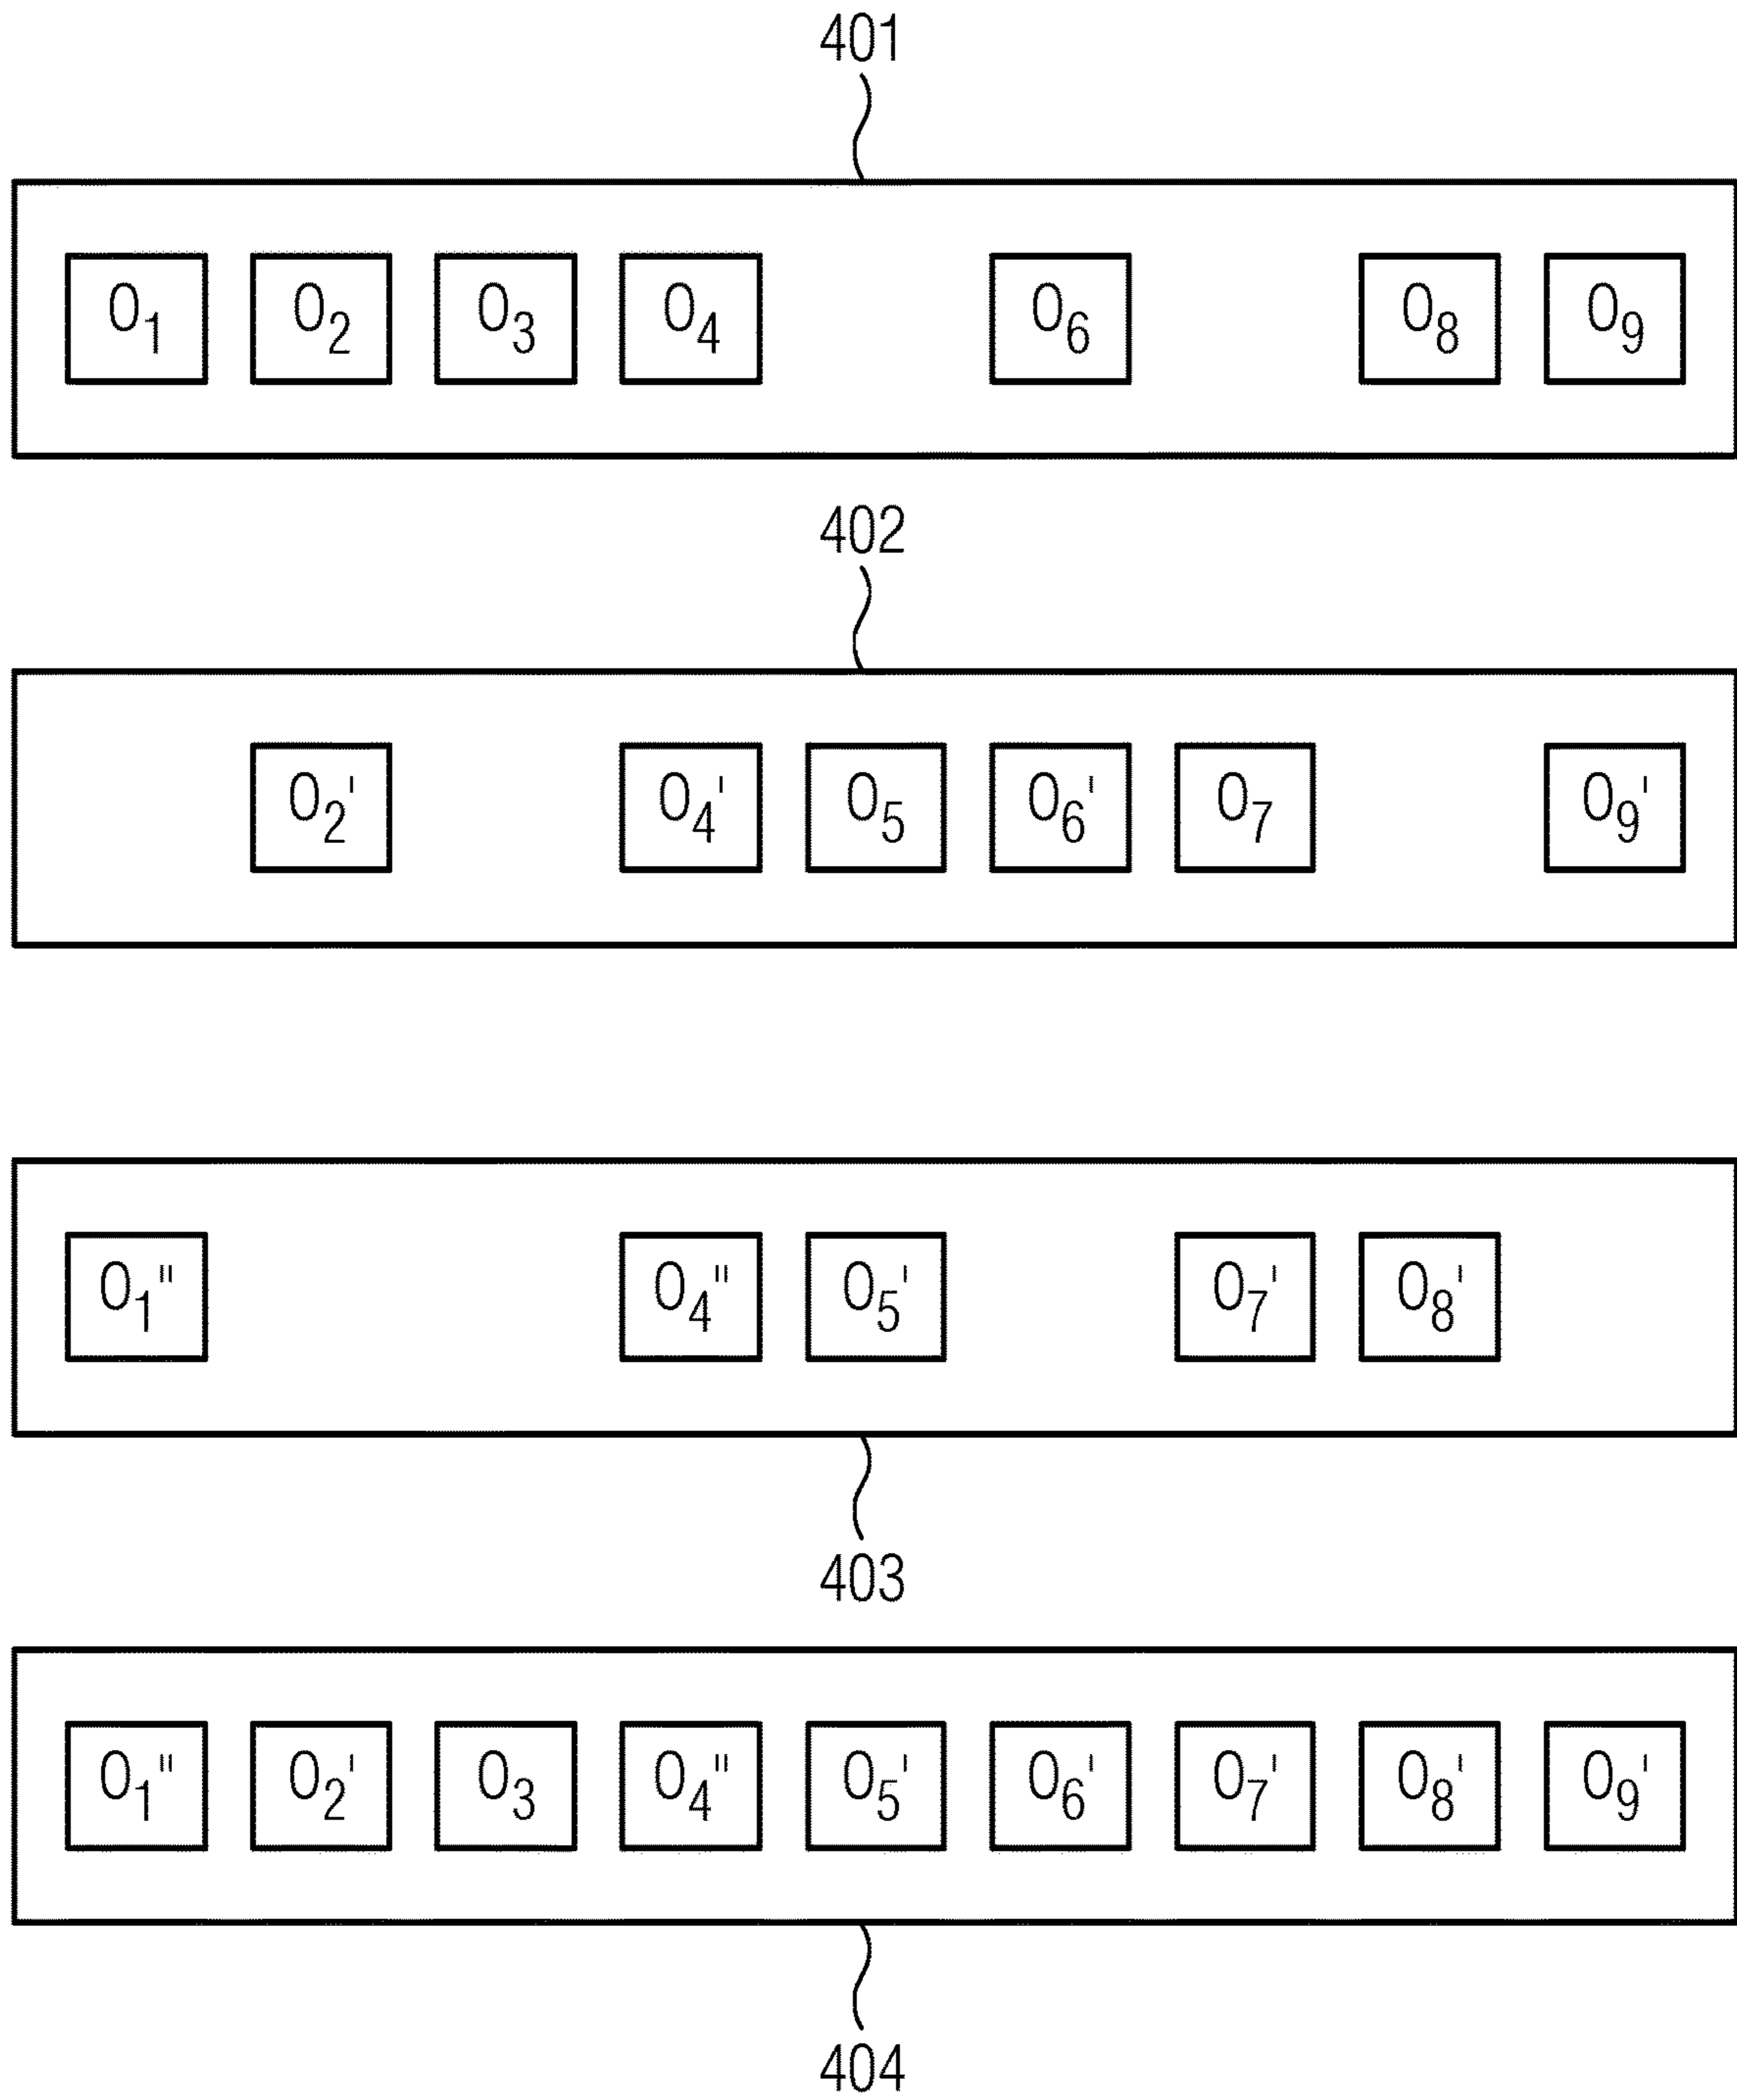 401
O₁ O₂ O₃ O₄ O₆ O₈ O₉
402
O₂' O₄' O₅ O₆' O₇ O₉'
O₁" O₄" O₅' O₇' O₈'
403
O₁" O₂' O₃ O₄" O₅' O₆' O₇' O₈' O₉'
404